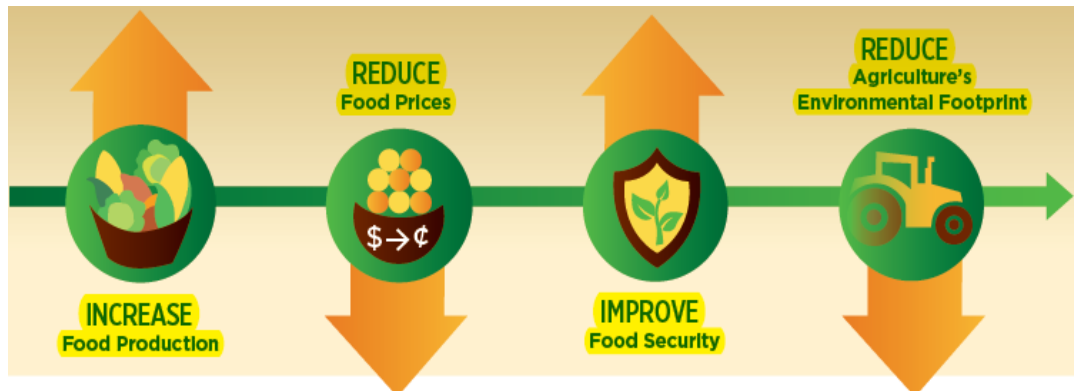 INCREASE
Food Production
REDUCE
Food Prices
$→¢
IMPROVE
Food Security
REDUCE
Agriculture's
Environmental Footprint